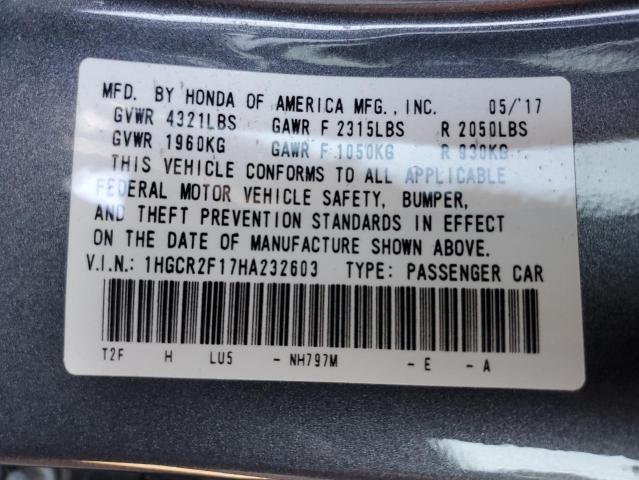 MFD. BY HONDA OF AMERICA MFG., INC. 05/'17
GVWR 4321LBS GAWR F 2315LBS R 2050LBS
GVWR 1960KG GAWR F 1050KG R 930KG
THIS VEHICLE CONFORMS TO ALL APPLICABLE
FEDERAL MOTOR VEHICLE SAFETY, BUMPER,
AND THEFT PREVENTION STANDARDS IN EFFECT
ON THE DATE OF MANUFACTURE SHOWN ABOVE.
V.I.N.: 1HGCR2F17HA232603 TYPE: PASSENGER CAR
T2F H LU5 - NH797M - E - A